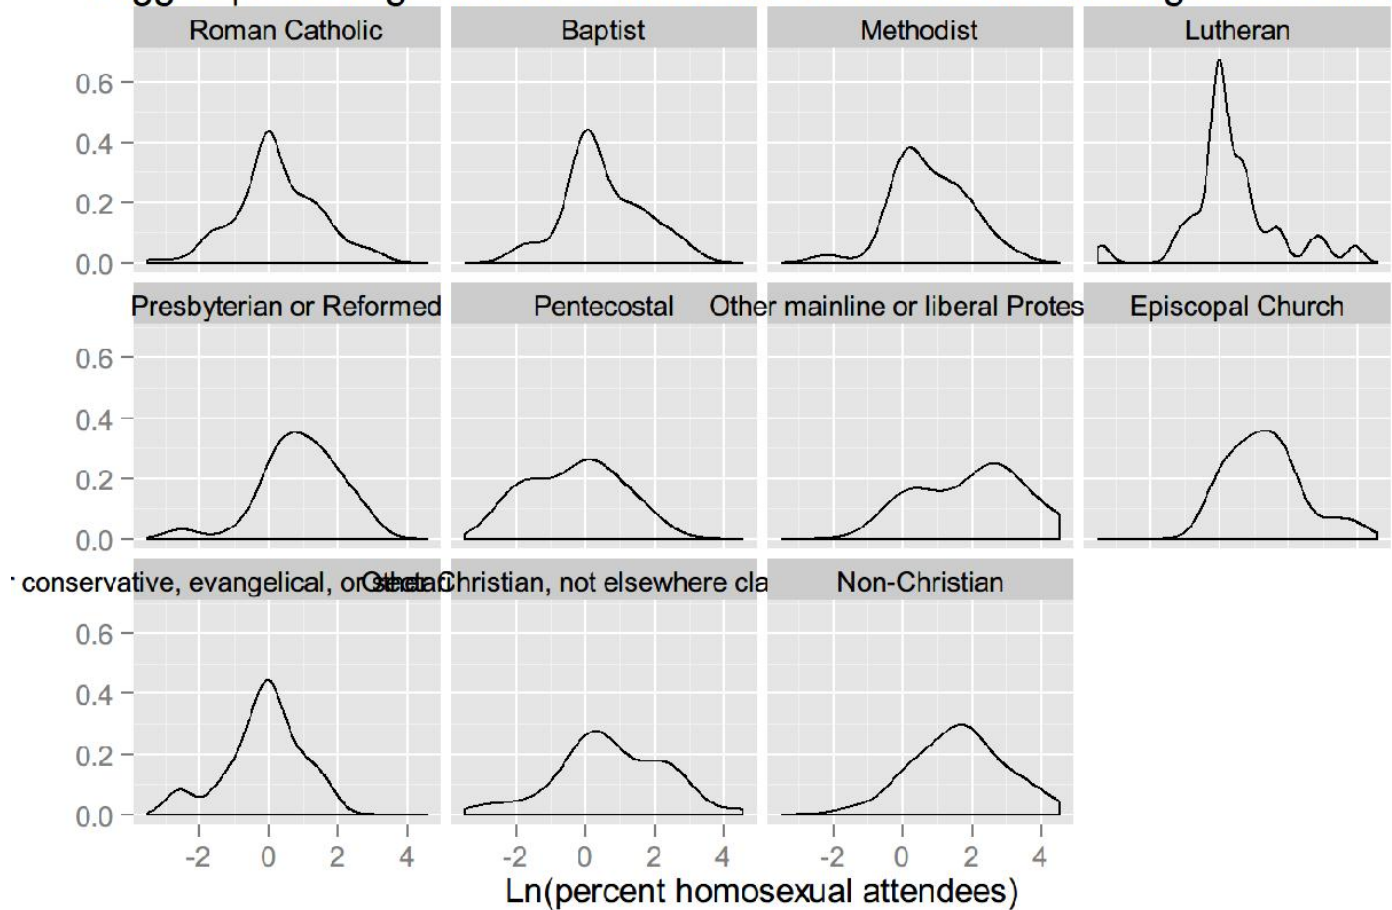 Roman Catholic Baptist Methodist Lutheran
0.6
0.4
0.2
0.0
Presbyterian or Reformed Pentecostal Other mainline or liberal Protes Episcopal Church
0.6
0.4
0.2
0.0
conservative, evangelical, or Christian, not elsewhere cla Non-Christian
0.6
0.4
0.2
0.0
-2 0 2 4 -2 0 2 4 -2 0 2 4
Ln(percent homosexual attendees)